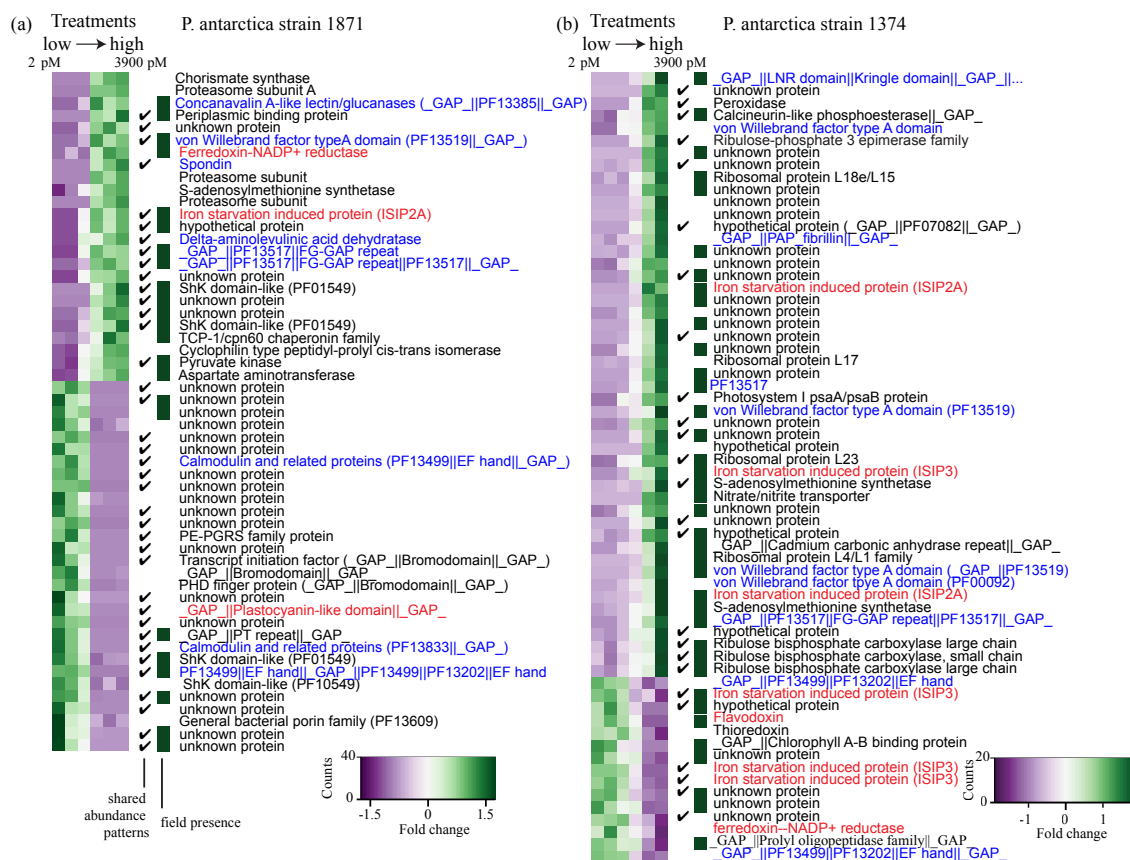 (a)
Treatments
low → high
2 pM
3900 pM
P. antarctica strain 1871
Chorismate synthase
Proteasome subunit A
Concanavalin A-like lectin/glucanases (_GAP_||PF13385||_GAP)
Periplasmic binding protein
unknown protein
von Willebrand factor typeA domain (PF13519||_GAP_)
Ferredoxin-NADP+ reductase
Spondin
Proteasome subunit
S-adenosylmethionine synthetase
Proteasome subunit
Iron starvation induced protein (ISIP2A)
hypothetical protein
Delta-aminolevulinic acid dehydratase
_GAP_||PF13517||FG-GAP repeat
_GAP_||PF13517||FG-GAP repeat||PF13517||_GAP_
unknown protein
ShK domain-like (PF01549)
unknown protein
unknown protein
ShK domain-like (PF01549)
TCP-1/cpn60 chaperonin family
Cyclophilin type peptidyl-prolyl cis-trans isomerase
Pyruvate kinase
Aspartate aminotransferase
unknown protein
unknown protein
unknown protein
unknown protein
unknown protein
unknown protein
Calmodulin and related proteins (PF13499||EF hand||_GAP_)
unknown protein
unknown protein
unknown protein
unknown protein
unknown protein
PE-PGRS family protein
unknown protein
Transcript initiation factor (_GAP_||Bromodomain||_GAP_)
_GAP_||Bromodomain||_GAP_
PHD finger protein (_GAP_||Bromodomain||_GAP_)
unknown protein
_GAP_||Plastocyanin-like domain||_GAP_
unknown protein
_GAP_||PT repeat||_GAP_
Calmodulin and related proteins (PF13833||_GAP_)
ShK domain-like (PF01549)
PF13499||EF hand||_GAP_||PF13499||PF13202||EF hand
ShK domain-like (PF10549)
unknown protein
unknown protein
General bacterial porin family (PF13609)
unknown protein
unknown protein
shared
abundance
patterns
field presence
40
Counts
0
-1.5 0 1.5
Fold change
(b)
Treatments
low → high
2 pM
3900 pM
P. antarctica strain 1374
_GAP_||LNR domain||Kringle domain||_GAP_||...
unknown protein
Peroxidase
Calcineurin-like phosphoesterase||_GAP_
von Willebrand factor type A domain
Ribulose-phosphate 3 epimerase family
unknown protein
unknown protein
Ribosomal protein L18e/L15
unknown protein
unknown protein
unknown protein
hypothetical protein (_GAP_||PF07082||_GAP_)
_GAP_||PAP_fibrillin||_GAP_
unknown protein
unknown protein
unknown protein
Iron starvation induced protein (ISIP2A)
unknown protein
unknown protein
unknown protein
unknown protein
unknown protein
Ribosomal protein L17
unknown protein
PF13517
Photosystem I psaA/psaB protein
von Willebrand factor type A domain (PF13519)
unknown protein
unknown protein
hypothetical protein
Ribosomal protein L23
Iron starvation induced protein (ISIP3)
S-adenosylmethionine synthetase
Nitrate/nitrite transporter
unknown protein
unknown protein
hypothetical protein
_GAP_||Cadmium carbonic anhydrase repeat||_GAP_
Ribosomal protein L4/L1 family
von Willebrand factor type A domain (_GAP_||PF13519)
von Willebrand factor tpye A domain (PF00092)
Iron starvation induced protein (ISIP2A)
S-adenosylmethionine synthetase
_GAP_||PF13517||FG-GAP repeat||PF13517||_GAP_
hypothetical protein
Ribulose bisphosphate carboxylase large chain
Ribulose bisphosphate carboxylase, small chain
Ribulose bisphosphate carboxylase large chain
_GAP_||PF13499||PF13202||EF hand
Iron starvation induced protein (ISIP3)
hypothetical protein
Flavodoxin
Thioredoxin
_GAP_||Chlorophyll A-B binding protein
unknown protein
Iron starvation induced protein (ISIP3)
Iron starvation induced protein (ISIP3)
unknown protein
unknown protein
unknown protein
ferredoxin--NADP+ reductase
_GAP_||Prolyl oligopeptidase family||_GAP_
_GAP_||PF13499||PF13202||EF hand||_GAP_
20
Counts
0
-1 0 1
Fold change